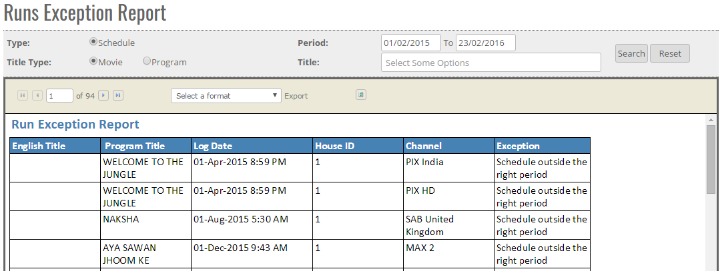 Runs Exception Report
Type: Schedule Period: 01/02/2015 To 23/02/2016
Title Type: Movie Program Title: Select Some Options Search Reset
1 of 94 Select a format Export
Run Exception Report
English Title Program Title Log Date House ID Channel Exception
WELCOME TO THE 01-Apr-2015 8:59 PM 1 PIX India Schedule outside the
JUNGLE right period
WELCOME TO THE 01-Apr-2015 8:59 PM 1 PIX HD Schedule outside the
JUNGLE right period
NAKSHA 01-Aug-2015 5:30 AM 1 SAB United Schedule outside the
Kingdom right period
AYA SAWAN 01-Dec-2015 9:43 AM 1 MAX 2 Schedule outside the
JHOOM KE right period